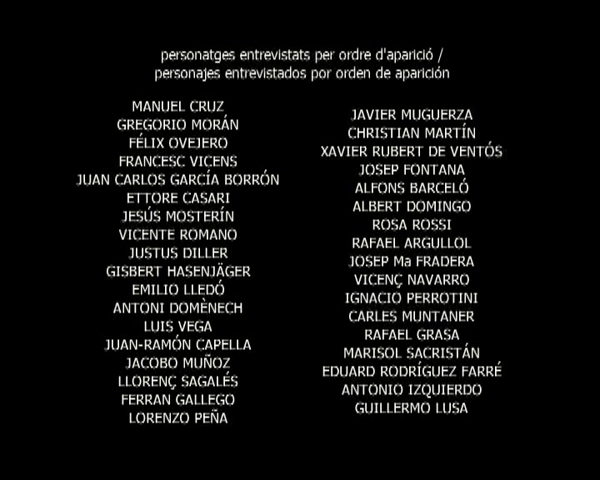 personatges entrevistats per ordre d'aparició /
personajes entrevistados por orden de aparición
MANUEL CRUZ
GREGORIO MORÁN
FÉLIX OVEJERO
FRANCESC VICENS
JUAN CARLOS GARCÍA BORRÓN
ETTORE CASARI
JESÚS MOSTERÍN
VICENTE ROMANO
JUSTUS DILLER
GISBERT HASENJÄGER
EMILIO LLEDÓ
ANTONI DOMÈNECH
LUIS VEGA
JUAN-RAMÓN CAPELLA
JACOBO MUÑOZ
LLORENÇ SAGALÉS
FERRAN GALLEGO
LORENZO PEÑA
JAVIER MUGUERZA
CHRISTIAN MARTÍN
XAVIER RUBERT DE VENTÓS
JOSEP FONTANA
ALFONS BARCELÓ
ALBERT DOMINGO
ROSA ROSSI
RAFAEL ARGULLOL
JOSEP Ma FRADERA
VICENÇ NAVARRO
IGNACIO PERROTINI
CARLES MUNTANER
RAFAEL GRASA
MARISOL SACRISTÁN
EDUARD RODRÍGUEZ FARRÉ
ANTONIO IZQUIERDO
GUILLERMO LUSA